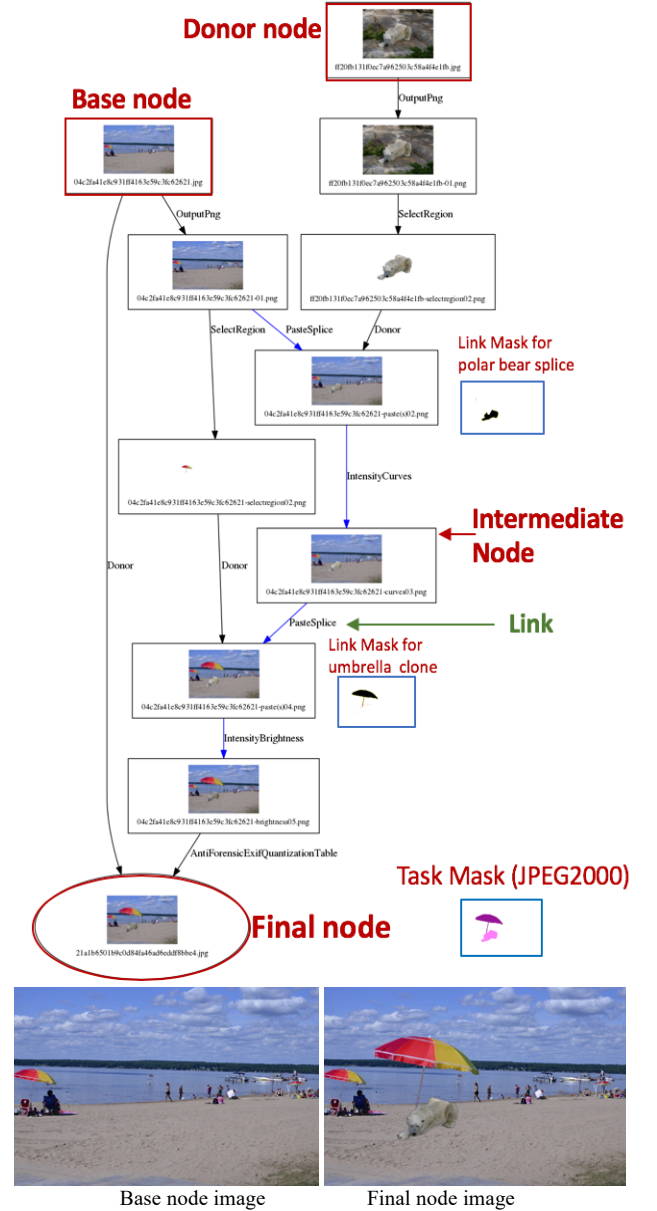 Donor node
ff20fb131f0ec7a962503c58a4f4e1fb.jpg
OutputPng
Base node
04c2fa41e8c931ff4163e59c3fc62621.jpg
ff20fb131f0ec7a962503c58a4f4e1fb-01.png
OutputPng
SelectRegion
04c2fa41e8c931ff4163e59c3fc62621-01.png
ff20fb131f0ec7a962503c58a4f4e1fb-selectregion02.png
SelectRegion
PasteSplice
Donor
Link Mask for
polar bear splice
04c2fa41e8c931ff4163e59c3fc62621-paste(s)02.png
IntensityCurves
04c2fa41e8c931ff4163e59c3fc62621-selectregion02.png
Intermediate
Node
Donor
Donor
04c2fa41e8c931ff4163e59c3fc62621-curves03.png
PasteSplice
Link
Link Mask for
umbrella clone
04c2fa41e8c931ff4163e59c3fc62621-paste(s)04.png
IntensityBrightness
04c2fa41e8c931ff4163e59c3fc62621-brightness05.png
AntiForensicExifQuantizationTable
Task Mask (JPEG2000)
Final node
21a1b6501b9c0d84fa46ad6eddf8bbe4.jpg
Base node image
Final node image